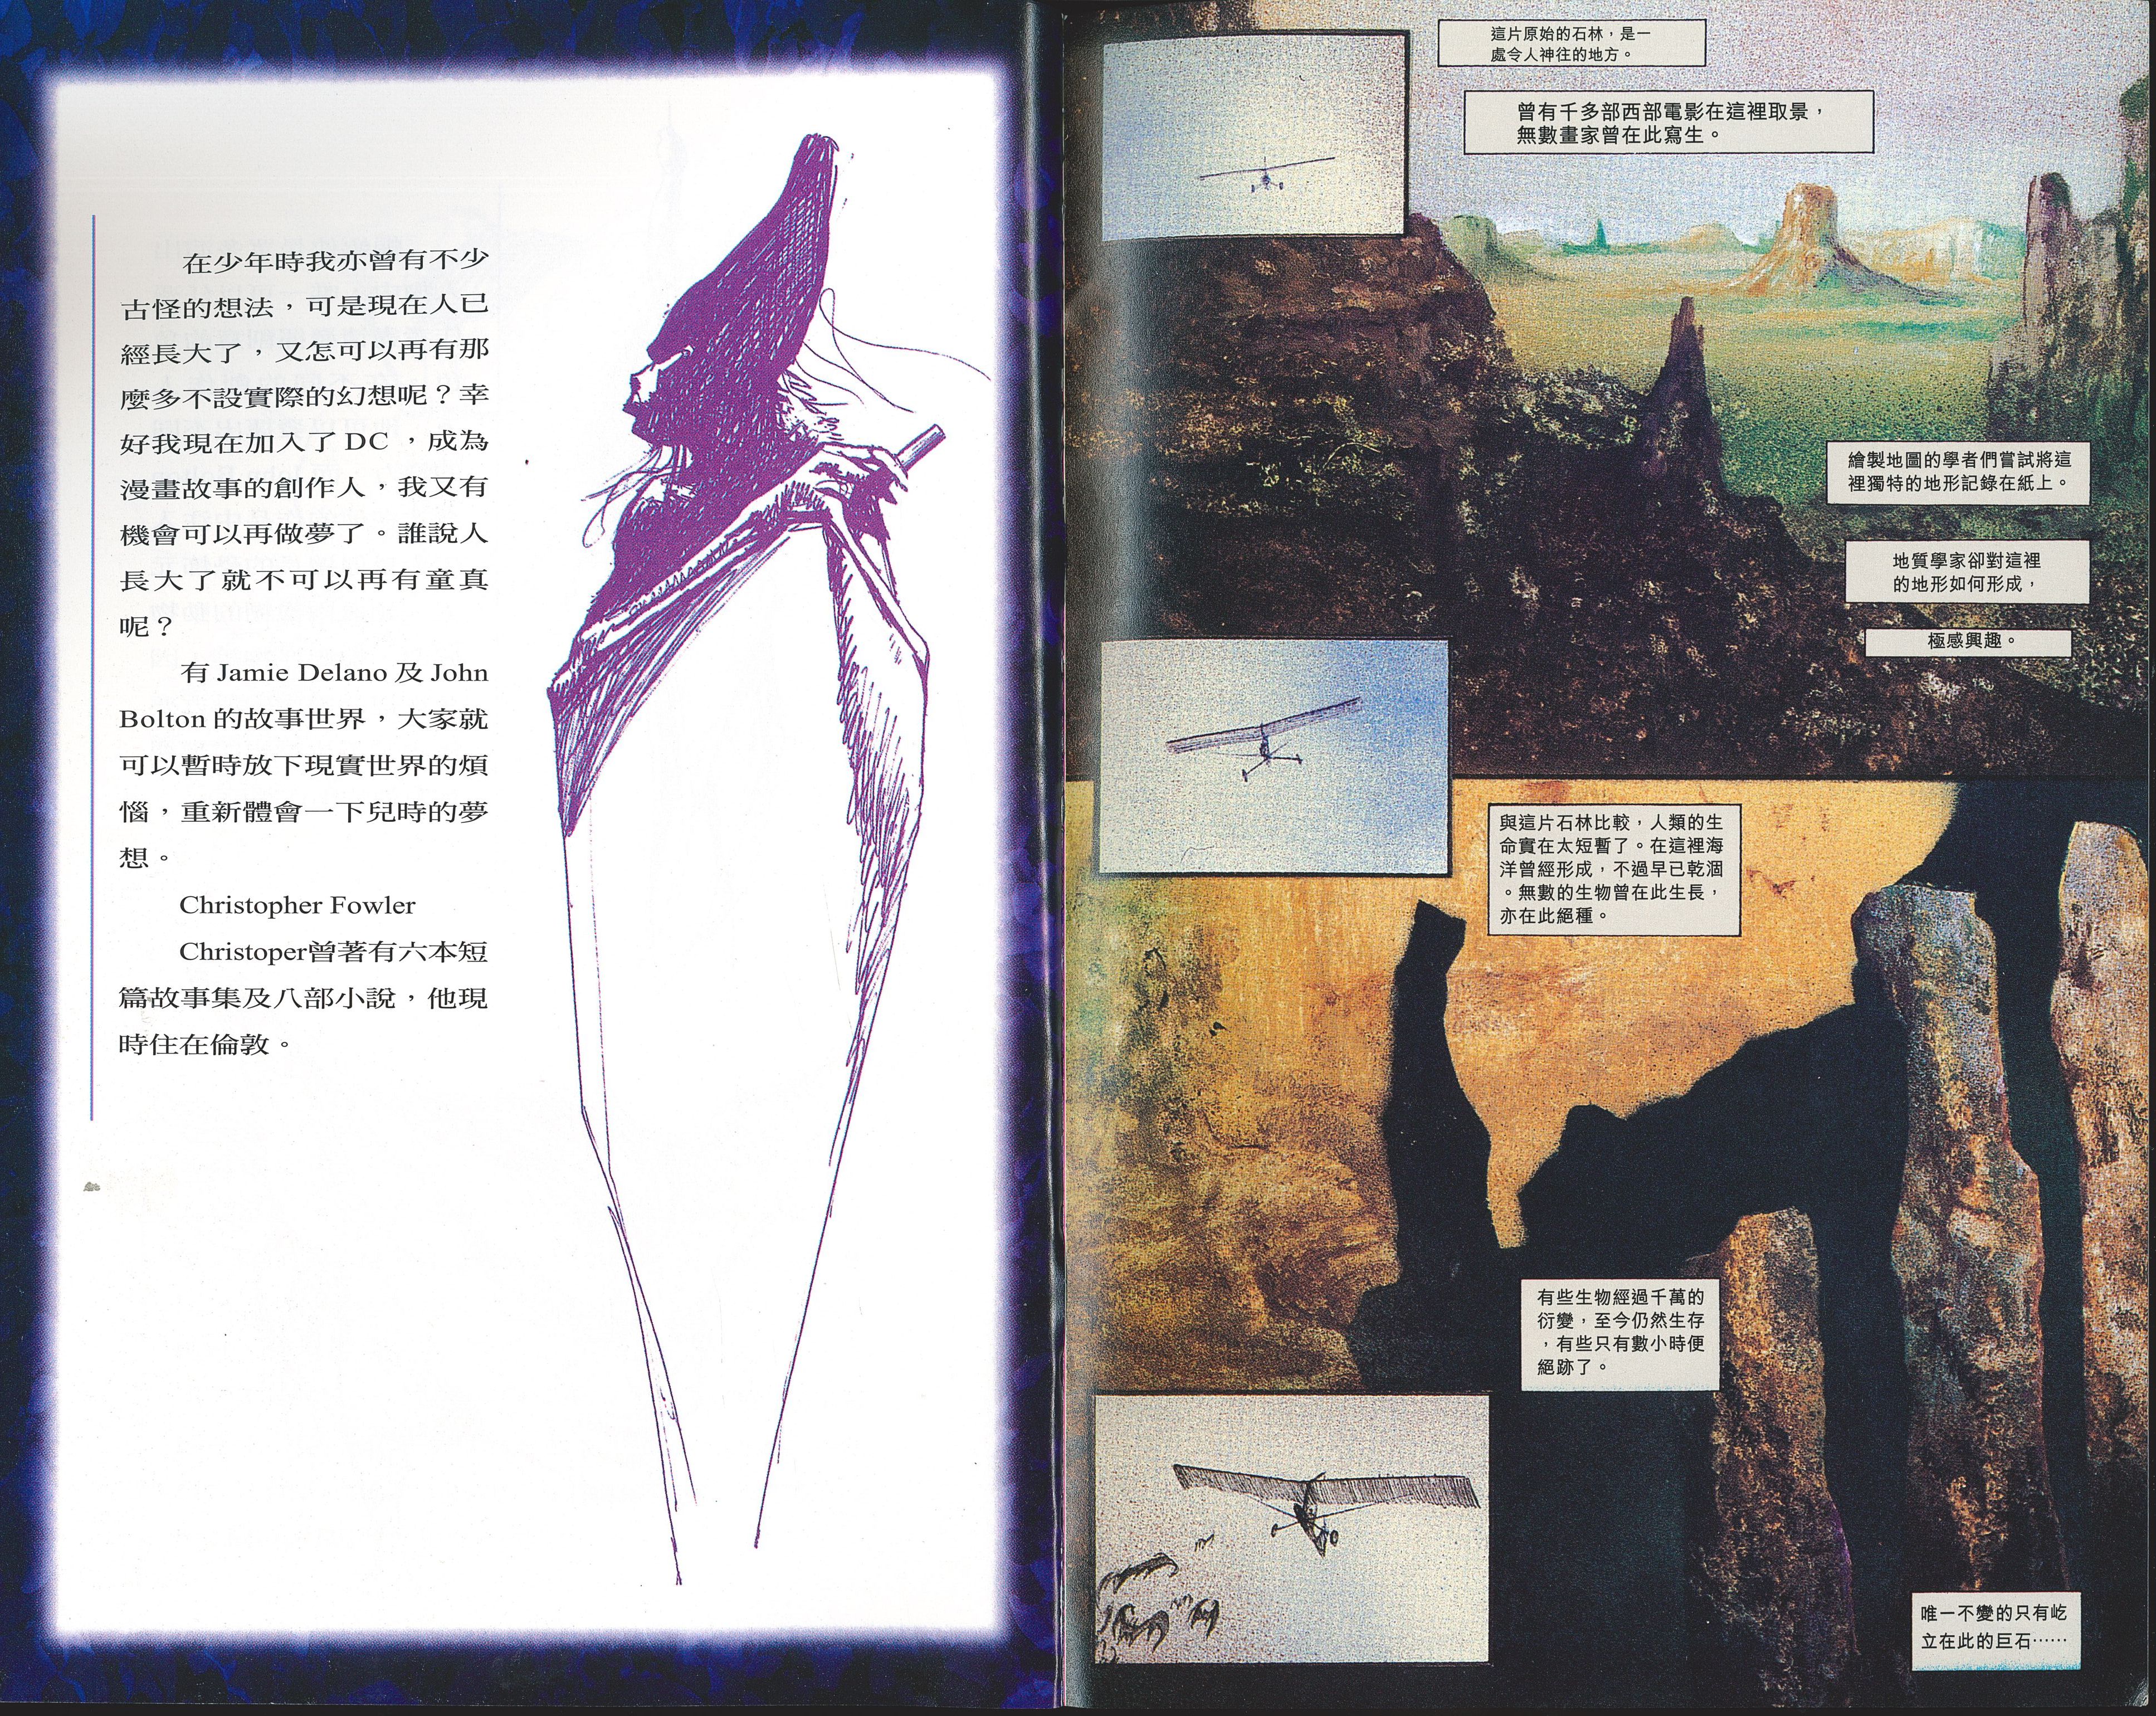 在少年時我亦曾有不少
古怪的想法，可是現在人已
經長大了，又怎可以再有那
麼多不設實際的幻想呢？幸
好我現在加入了DC，成為
漫畫故事的創作人，我又有
機會可以再做夢了。誰說人
長大了就不可以再有童真
呢？
有 Jamie Delano 及 John
Bolton 的故事世界，大家就
可以暫時放下現實世界的煩
惱，重新體會一下兒時的夢
想。
Christopher Fowler
Christoper曾著有六本短
篇故事集及八部小說，他現
時住在倫敦。
這片原始的石林，是一
處令人神往的地方。
曾有千多部西部電影在這裡取景，
無數畫家曾在此寫生。
繪製地圖的學者們嘗試將這
裡獨特的地形記錄在紙上。
地質學家卻對這裡
的地形如何形成，
極感興趣。
與這片石林比較，人類的生
命實在太短暫了。在這裡海
洋曾經形成，不過早已乾涸
。無數的生物曾在此生長，
亦在此絕種。
有些生物經過千萬的
衍變，至今仍然生存
，有些只有數小時便
絕跡了。
唯一不變的只有屹
立在此的巨石……